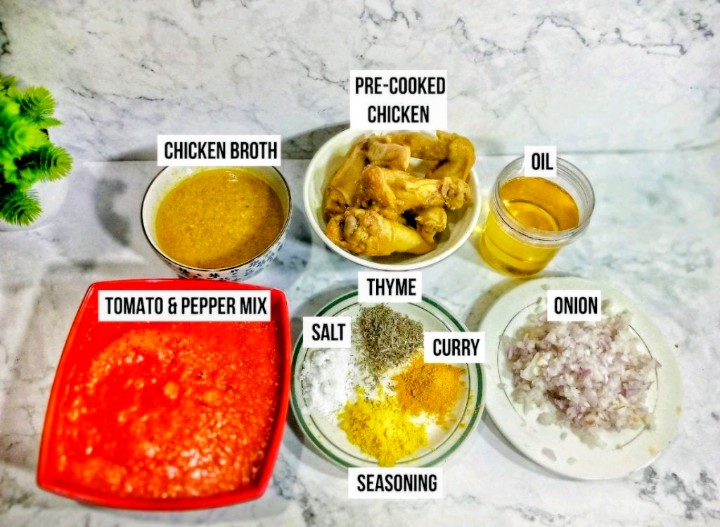 PRE-COOKED
CHICKEN
CHICKEN BROTH
OIL
THYME
TOMATO & PEPPER MIX
ONION
SALT
CURRY
SEASONING